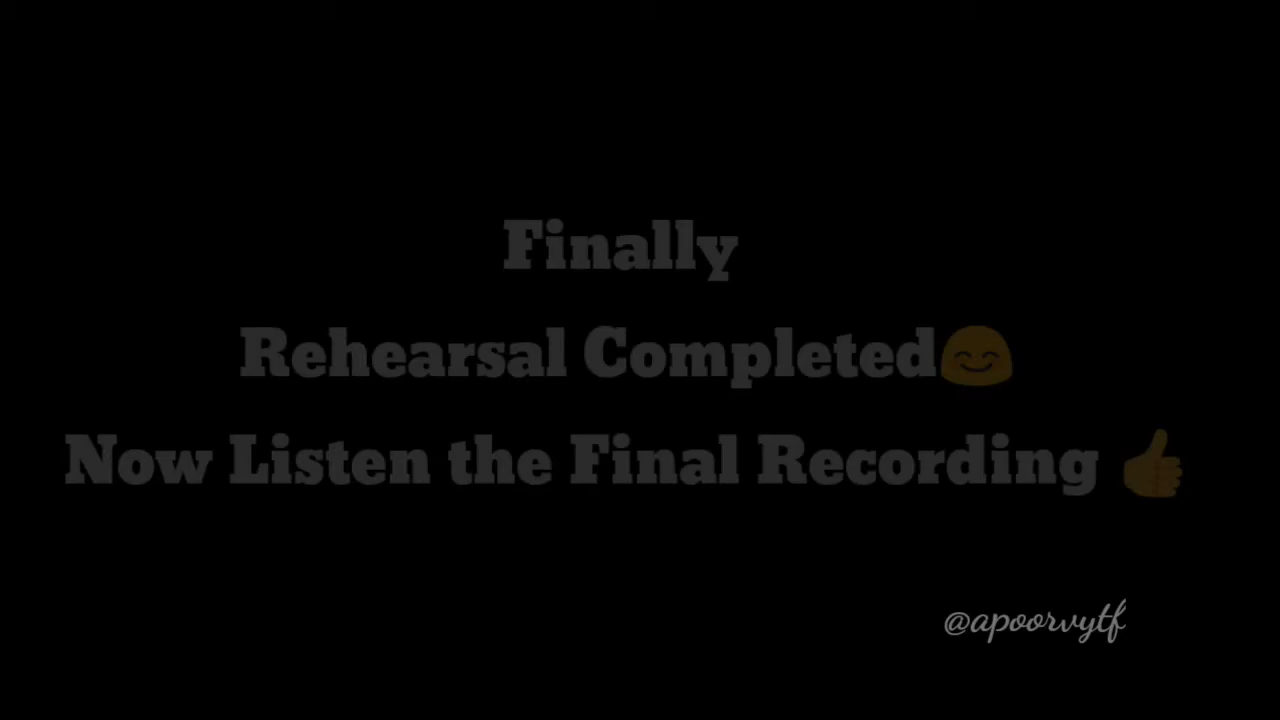 Finally
Rehearsal Completed😊
Now Listen the Final Recording 👍
@apoorvytf